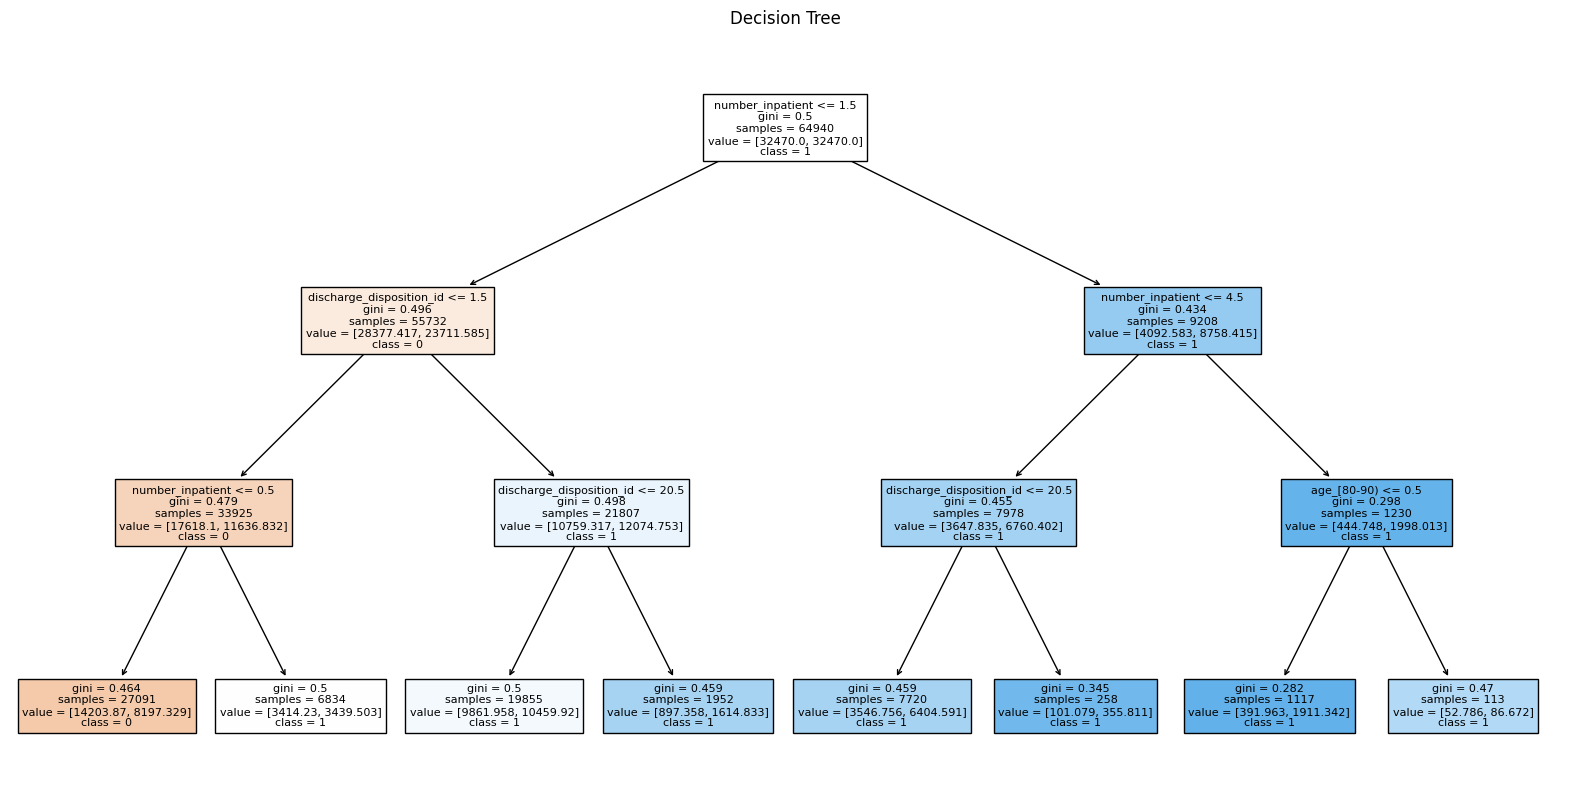 Decision Tree
number_inpatient <= 1.5
gini = 0.5
samples = 64940
value = [32470.0, 32470.0]
class = 1
discharge_disposition_id <= 1.5
gini = 0.496
samples = 55732
value = [28377.417, 23711.585]
class = 0
number_inpatient <= 4.5
gini = 0.434
samples = 9208
value = [4092.583, 8758.415]
class = 1
number_inpatient <= 0.5
gini = 0.479
samples = 33925
value = [17618.1, 11636.832]
class = 0
discharge_disposition_id <= 20.5
gini = 0.498
samples = 21807
value = [10759.317, 12074.753]
class = 1
discharge_disposition_id <= 20.5
gini = 0.455
samples = 7978
value = [3647.835, 6760.402]
class = 1
age_[80-90) <= 0.5
gini = 0.298
samples = 1230
value = [444.748, 1998.013]
class = 1
gini = 0.464
samples = 27091
value = [14203.87, 8197.329]
class = 0
gini = 0.5
samples = 6834
value = [3414.23, 3439.503]
class = 1
gini = 0.5
samples = 19855
value = [9861.958, 10459.92]
class = 1
gini = 0.459
samples = 1952
value = [897.358, 1614.833]
class = 1
gini = 0.459
samples = 7720
value = [3546.756, 6404.591]
class = 1
gini = 0.345
samples = 258
value = [101.079, 355.811]
class = 1
gini = 0.282
samples = 1117
value = [391.963, 1911.342]
class = 1
gini = 0.47
samples = 113
value = [52.786, 86.672]
class = 1